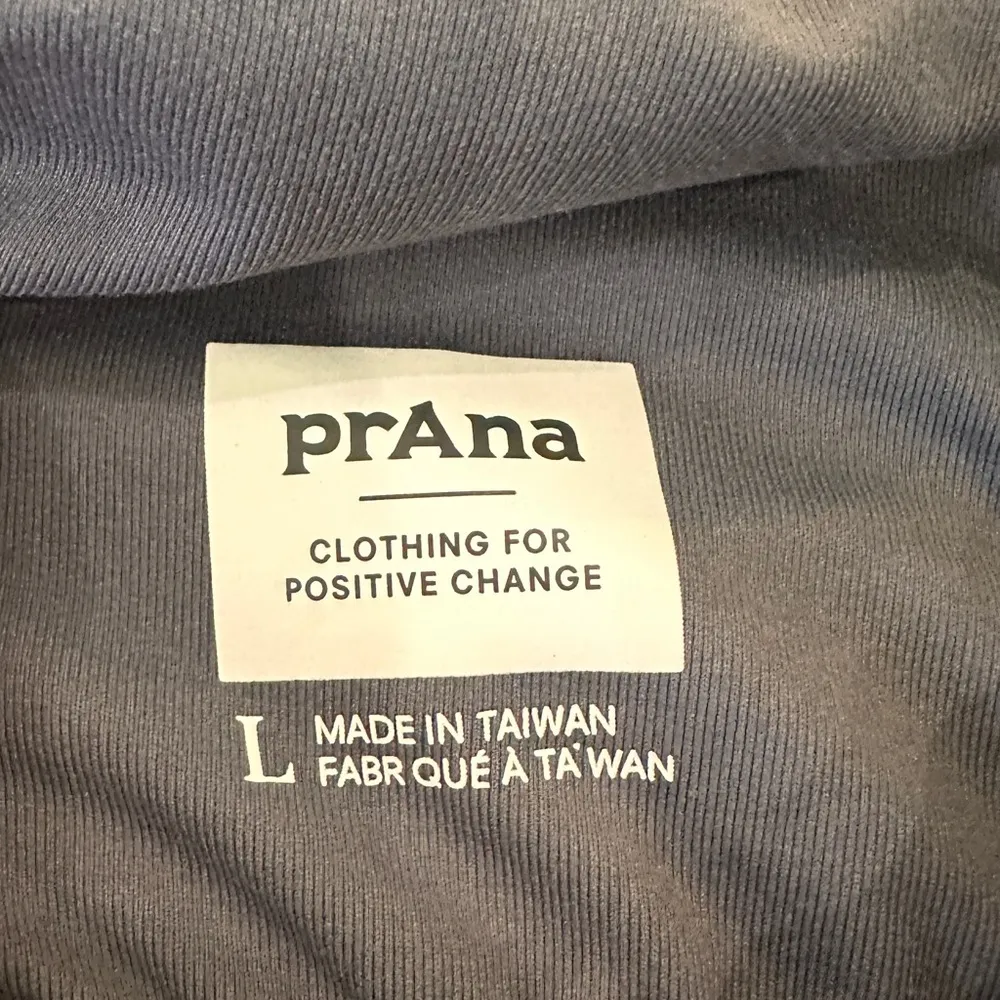 prAna
CLOTHING FOR
POSITIVE CHANGE
L MADE IN TAIWAN
FABR QUÉ À TA WAN